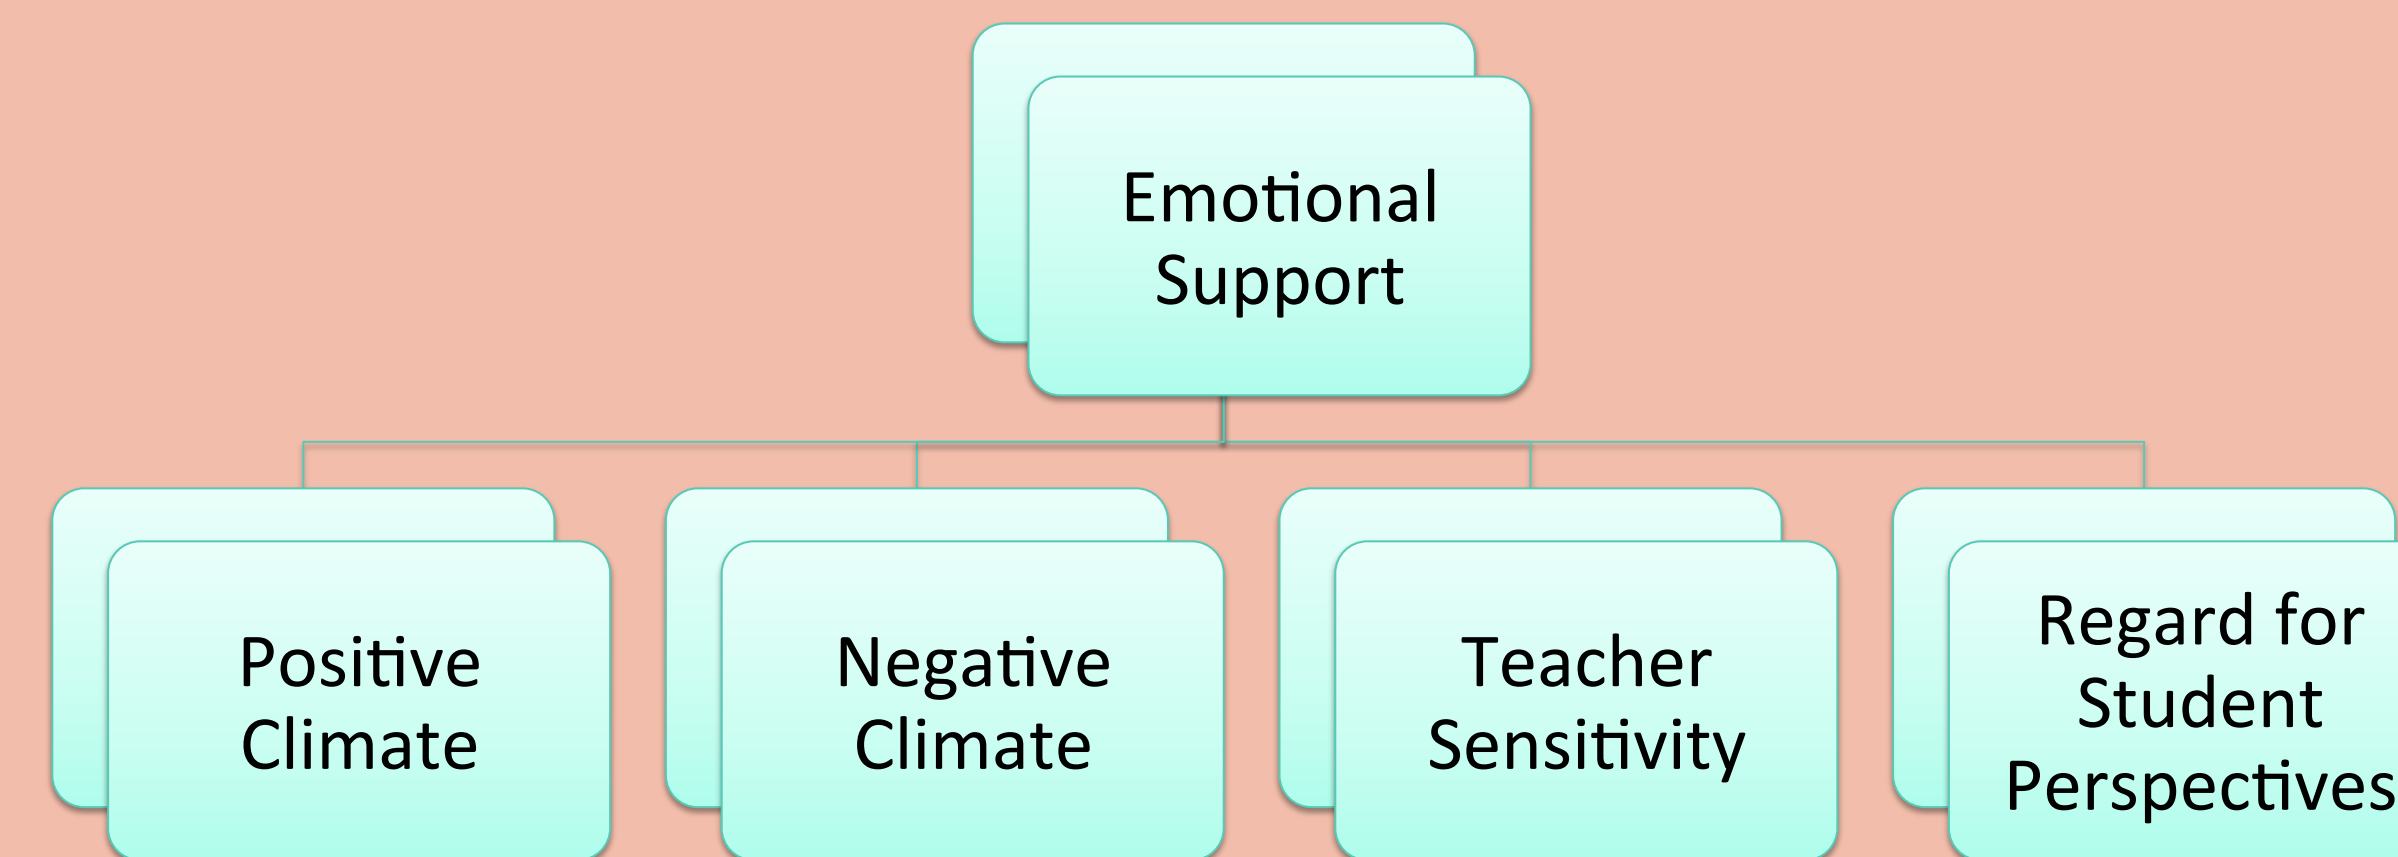 Emotional
Support
Positive
Climate
Negative
Climate
Teacher
Sensitivity
Regard for
Student
Perspectives